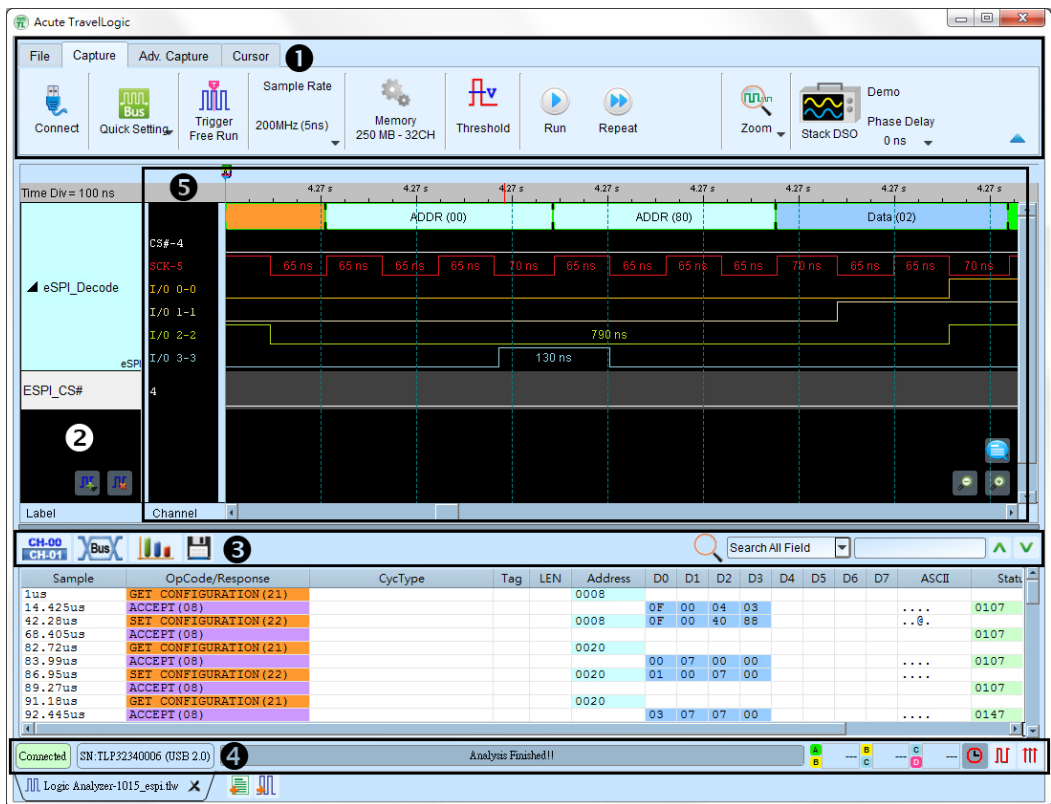 Acute TravelLogic
File Capture Adv. Capture Cursor 1
Connect
Bus
Quick Setting
Trigger
Free Run
Sample Rate
200MHz (5ns)
Memory
250 MB - 32CH
V
Threshold
Run
Repeat
Zoom
Stack DSO
Demo
Phase Delay
0 ns
5
Time Div = 100 ns 4.27 s 4.27 s 4.27 s 4.27 s 4.27 s 4.27 s 4.27 s 4.27 s
ADDR (00) ADDR (80) Data (02)
CS#-4
SCK-5 65 ns 65 ns 65 ns 65 ns 70 ns 65 ns 65 ns 65 ns 65 ns 70 ns 65 ns 65 ns 70 ns
eSPI_Decode I/O 0-0
I/O 1-1
I/O 2-2 790 ns
eSPI I/O 3-3 130 ns
ESPI_CS# 4
2
Label Channel
CH-00
CH-01
Bus
3
Search All Field
Sample OpCode/Response CycType Tag LEN Address D0 D1 D2 D3 D4 D5 D6 D7 ASCII Statu
1us GET CONFIGURATION(21) 0008
14.425us ACCEPT(08) 0F 00 04 03 .... 0107
42.28us SET CONFIGURATION(22) 0008 0F 00 40 88 ..@.
68.405us ACCEPT(08) 0107
82.72us GET CONFIGURATION(21) 0020
83.99us ACCEPT(08) 00 07 00 00 .... 0107
86.95us SET CONFIGURATION(22) 0020 01 00 07 00 ....
89.27us ACCEPT(08) 0107
91.18us GET CONFIGURATION(21) 0020
92.445us ACCEPT(08) 03 07 07 00 .... 0147
Connected SN:TLP32340006 (USB 2.0) 4 Analysis Finished!! A B --- B C --- C D ---
Logic Analyzer-1015_espi.tlw X